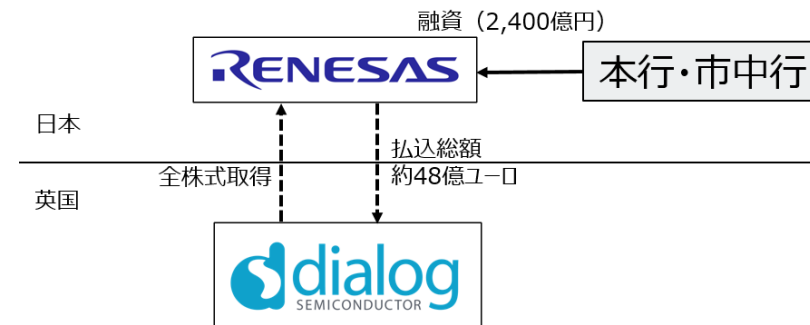 融資（2,400億円）
RENESAS
本行・市中行
日本
払込総額
全株式取得
約48億ユーロ
英国
dialog
SEMICONDUCTOR